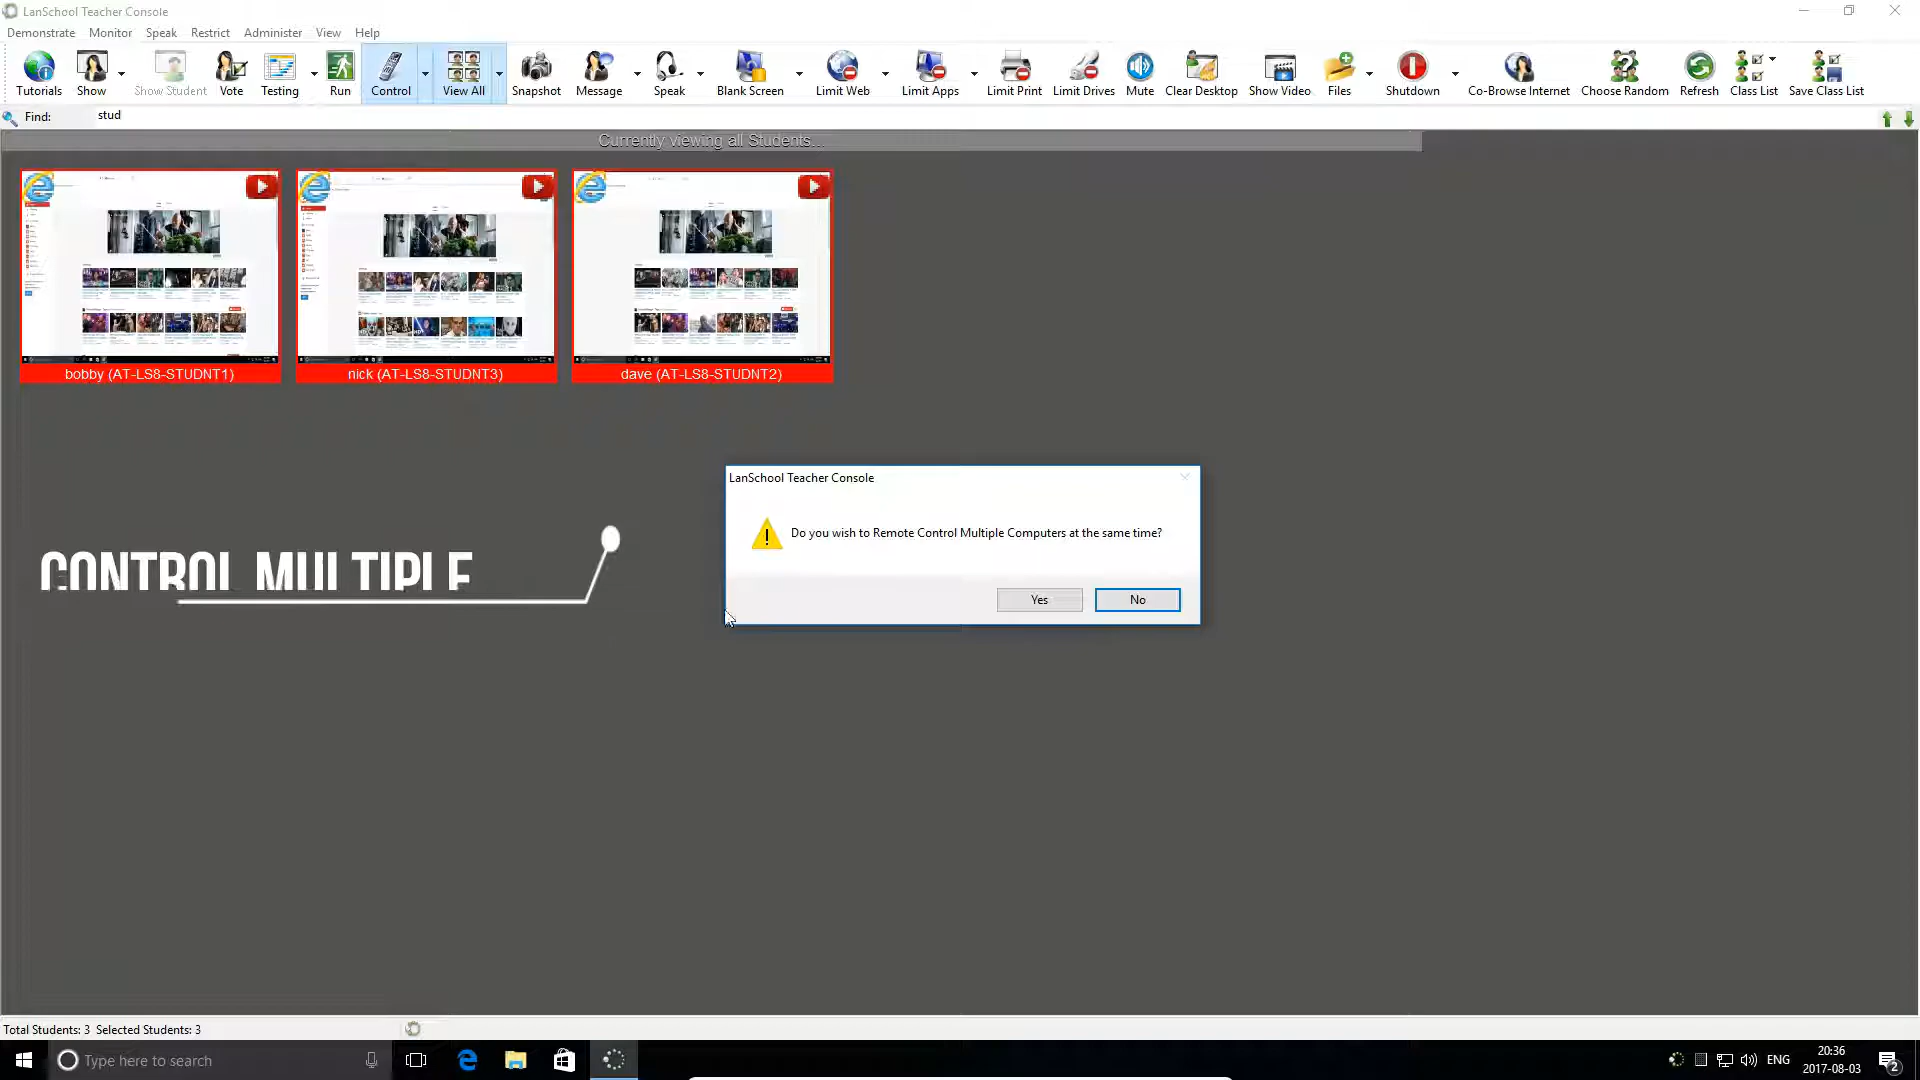 LanSchool Teacher Console
Demonstrate Monitor Speak Restrict Administer View Help
Tutorials Show Show Student Vote Testing Run Control View All Snapshot Message Speak Blank Screen Limit Web Limit Apps Limit Print Limit Drives Mute Clear Desktop Show Video Files Shutdown Co-Browse Internet Choose Random Refresh Class List Save Class List
Find: stud
Currently viewing all Students...
bobby (AT-LS8-STUDNT1) nick (AT-LS8-STUDNT3) dave (AT-LS8-STUDNT2)
LanSchool Teacher Console
Do you wish to Remote Control Multiple Computers at the same time?
Yes No
CONTROL MULTIPLE
Total Students: 3 Selected Students: 3
Type here to search
ENG
20:36
2017-08-03
2